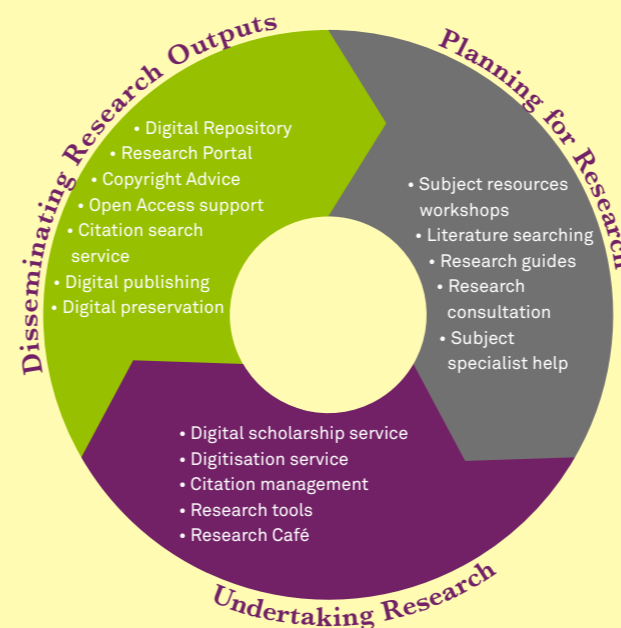 Disseminating Research Outputs
• Digital Repository
• Research Portal
• Copyright Advice
• Open Access support
• Citation search
service
• Digital publishing
• Digital preservation
Planning for Research
• Subject resources
workshops
• Literature searching
• Research guides
• Research
consultation
• Subject
specialist help
• Digital scholarship service
• Digitisation service
• Citation management
• Research tools
• Research Café
Undertaking Research